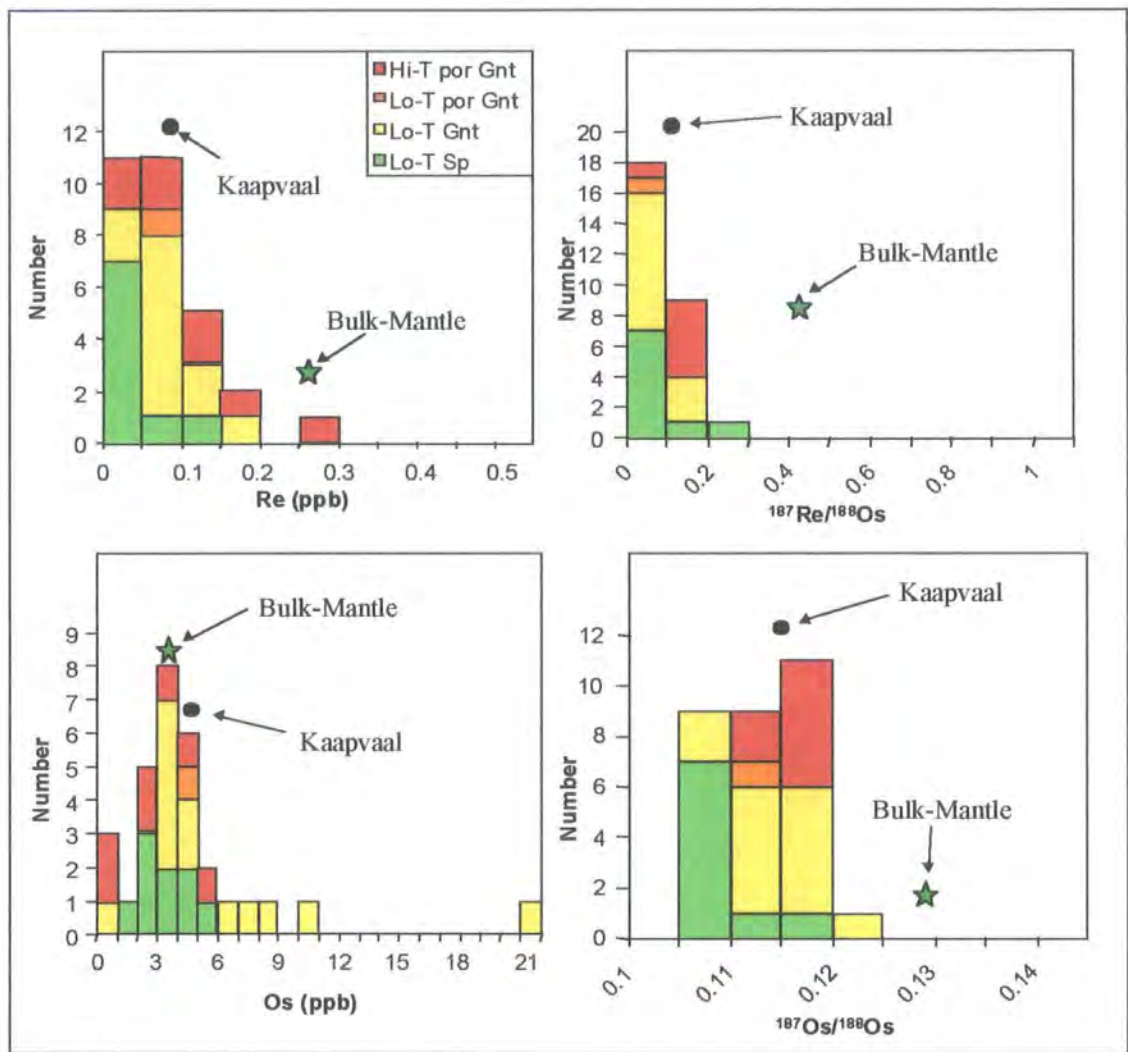 Hi-T por Gnt
Lo-T por Gnt
Lo-T Gnt
Lo-T Sp
Kaapvaal
Bulk-Mantle
Number
12
10
8
6
4
2
0
0 0.1 0.2 0.3 0.4 0.5
Re (ppb)
Kaapvaal
Bulk-Mantle
Number
20
18
16
14
12
10
8
6
4
2
0
0 0.2 0.4 0.6 0.8 1
¹⁸⁷Re/¹⁸⁸Os
Bulk-Mantle
Kaapvaal
Number
9
8
7
6
5
4
3
2
1
0
0 3 6 9 12 15 18 21
Os (ppb)
Kaapvaal
Bulk-Mantle
Number
12
10
8
6
4
2
0
0.1 0.11 0.12 0.13 0.14
¹⁸⁷Os/¹⁸⁸Os